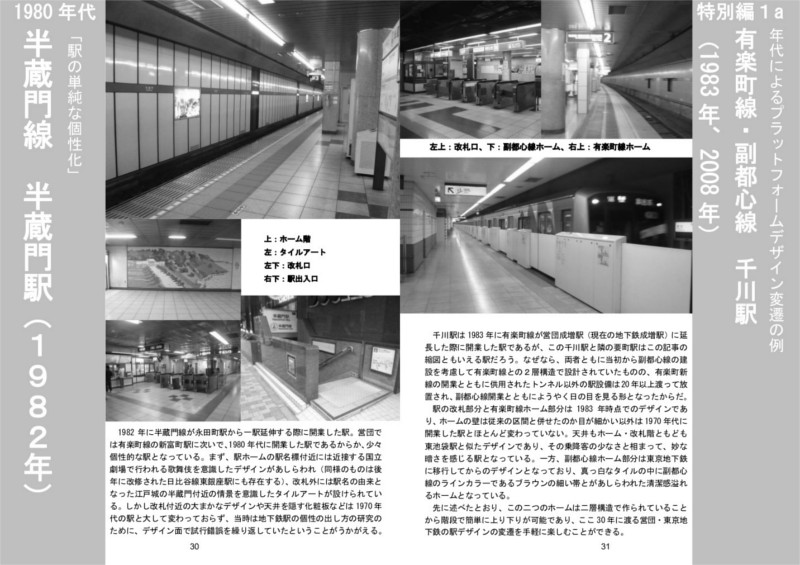 1980 年代
「駅の単純な個性化」
半蔵門線　半蔵門駅（１９８２年）
上：ホーム階
左：タイルアート
左下：改札口
右下：駅出入口
1982 年に半蔵門線が永田町駅から一駅延伸する際に開業した駅。営団で
は有楽町線の新富町駅に次いで、1980 年代に開業した駅であるからか、少々
個性的な駅となっている。まず、駅ホームの駅名標付近には近接する国立
劇場で行われる歌舞伎を意識したデザインがあしらわれ（同様のものは後
年に改修された日比谷線東銀座駅にも存在する）、改札外には駅名の由来と
なった江戸城の半蔵門付近の情景を意識したタイルアートが設けられてい
る。しかし改札付近の大まかなデザインや天井を隠す化粧板などは 1970 年
代の駅と大して変わっておらず、当時は地下鉄駅の個性の出し方の研究の
ために、デザイン面で試行錯誤を繰り返していたということがうかがえる。
30
特別編１a
年代によるプラットフォームデザイン変遷の例
有楽町線・副都心線　千川駅
（1983 年、2008 年）
2
左上：改札口、下：副都心線ホーム、右上：有楽町線ホーム
千川駅は 1983 年に有楽町線が営団成増駅（現在の地下鉄成増駅）に延
長した際に開業した駅であるが、この千川駅と隣の要町駅はこの記事の
縮図ともいえる駅だろう。なぜなら、両者ともに当初から副都心線の建
設を考慮して有楽町線との２層構造で設計されていたものの、有楽町新
線の開業とともに供用されたトンネル以外の駅設備は 20 年以上渡って放
置され、副都心線開業とともにようやく日の目を見る形となったからだ。
駅の改札部分と有楽町線ホーム部分は 1983 年時点でのデザインであ
り、ホームの壁は従来の区間と併せたのか目が細かい以外は 1970 年代に
開業した駅とほとんど変わっていない。天井もホーム・改札階ともども
東池袋駅と似たデザインであり、その乗降客の少なさと相まって、妙な
暗さを感じる駅となっている。一方、副都心線ホーム部分は東京地下鉄
に移行してからのデザインとなっており、真っ白なタイルの中に副都心
線のラインカラーであるブラウンの細い帯とがあしらわれた清潔感溢れ
るホームとなっている。
先に述べたとおり、この二つのホームは二層構造で作られていること
から階段で簡単に上り下りが可能であり、ここ 30 年に渡る営団・東京地
下鉄の駅デザインの変遷を手軽に楽しむことができる。
31